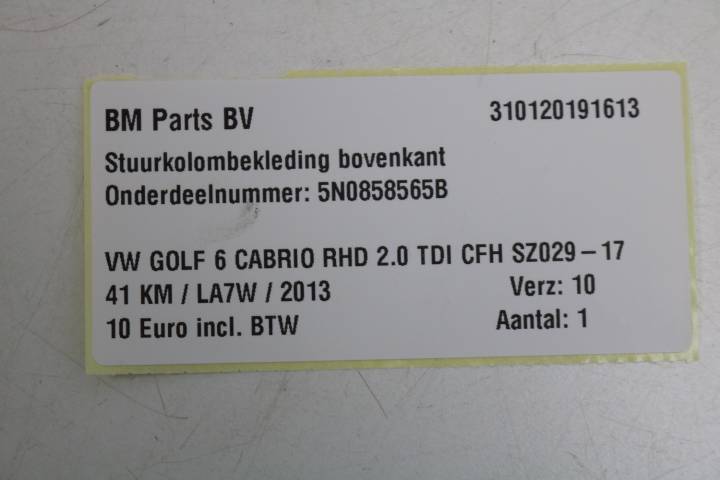 BM Parts BV 310120191613
Stuurkolombekleding bovenkant
Onderdeelnummer: 5N0858565B
VW GOLF 6 CABRIO RHD 2.0 TDI CFH SZ029-17
41 KM / LA7W / 2013 Verz: 10
10 Euro incl. BTW Aantal: 1